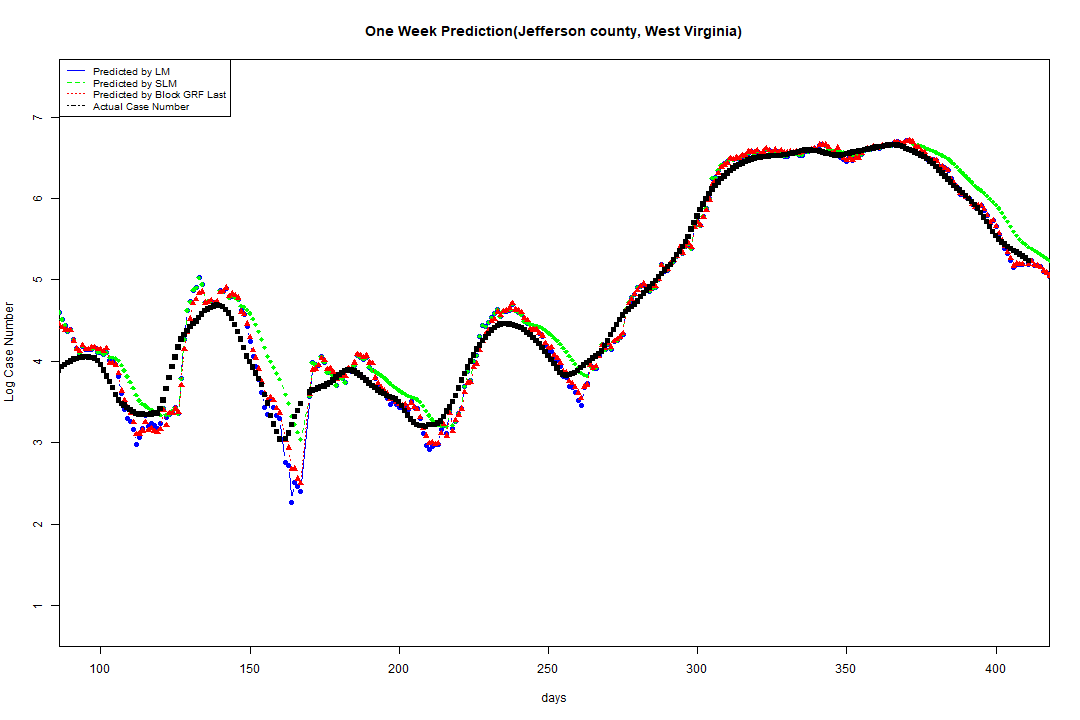 One Week Prediction(Jefferson county, West Virginia)
Predicted by LM
Predicted by SLM
Predicted by Block GRF Last
Actual Case Number
7
6
5
4
3
2
1
Log Case Number
100 150 200 250 300 350 400
days